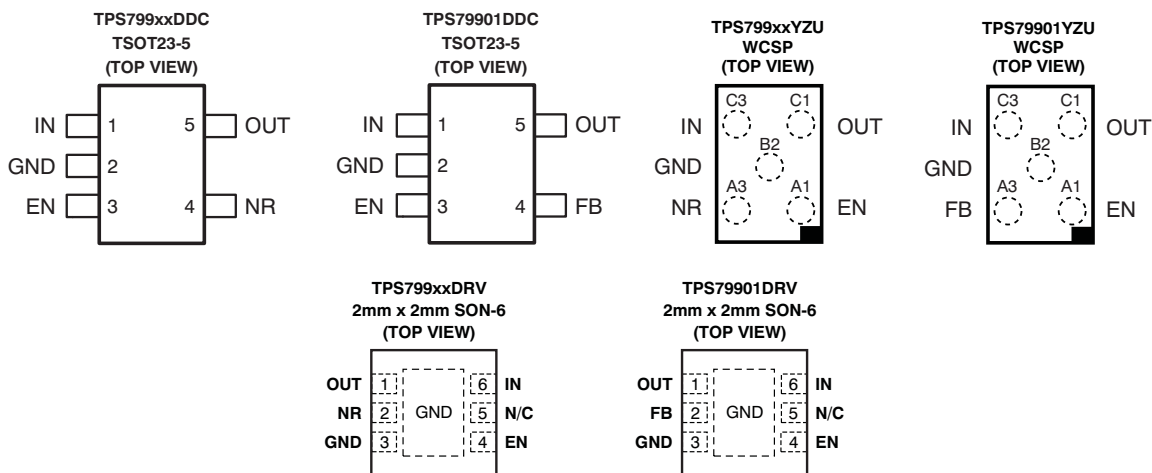 TPS799xxDDC
TSOT23-5
(TOP VIEW)
IN 1 5 OUT
GND 2
EN 3 4 NR
TPS79901DDC
TSOT23-5
(TOP VIEW)
IN 1 5 OUT
GND 2
EN 3 4 FB
TPS799xxYZU
WCSP
(TOP VIEW)
C3 C1
IN OUT
B2
GND
A3 A1
NR EN
TPS79901YZU
WCSP
(TOP VIEW)
C3 C1
IN OUT
B2
GND
A3 A1
FB EN
TPS799xxDRV
2mm x 2mm SON-6
(TOP VIEW)
OUT 1 6 IN
NR 2 GND 5 N/C
GND 3 4 EN
TPS79901DRV
2mm x 2mm SON-6
(TOP VIEW)
OUT 1 6 IN
FB 2 GND 5 N/C
GND 3 4 EN